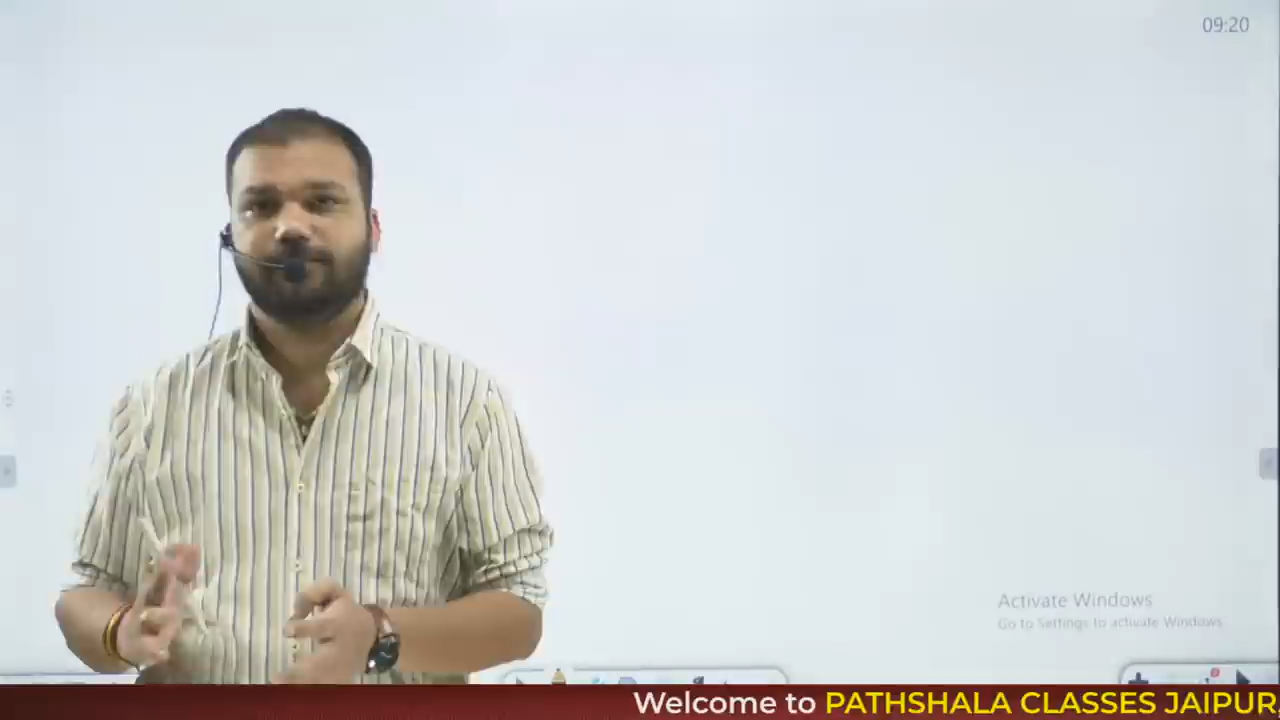 09:20
Activate Windows
Go to Settings to activate Windows.
Welcome to PATHSHALA CLASSES JAIPUR.